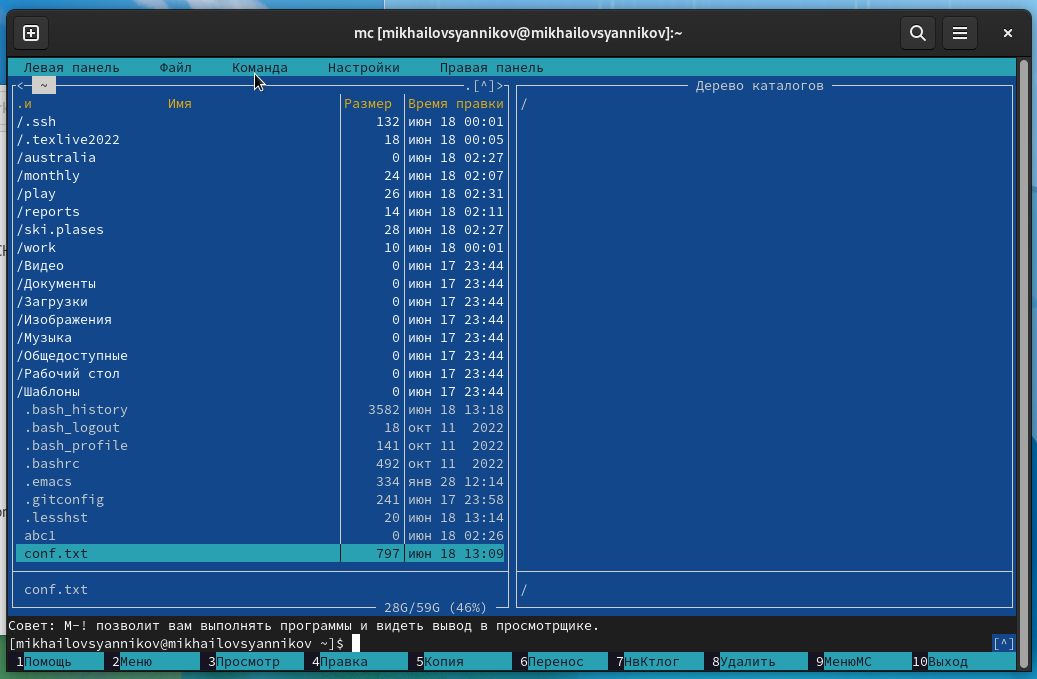 mc [mikhailovsyannikov@mikhailovsyannikov]:~
Левая панель Файл Команда Настройки Правая панель
<─ ~ .[^]> Дерево каталогов
.и Имя Размер Время правки /
/.ssh 132 июн 18 00:01
/.texlive2022 18 июн 18 00:05
/australia 0 июн 18 02:27
/monthly 24 июн 18 02:07
/play 26 июн 18 02:31
/reports 14 июн 18 02:11
/ski.plases 28 июн 18 02:27
/work 10 июн 18 00:01
/Видео 0 июн 17 23:44
/Документы 0 июн 17 23:44
/Загрузки 0 июн 17 23:44
/Изображения 0 июн 17 23:44
/Музыка 0 июн 17 23:44
/Общедоступные 0 июн 17 23:44
/Рабочий стол 0 июн 17 23:44
/Шаблоны 0 июн 17 23:44
.bash_history 3582 июн 18 13:18
.bash_logout 18 окт 11 2022
.bash_profile 141 окт 11 2022
.bashrc 492 окт 11 2022
.emacs 334 янв 28 12:14
.gitconfig 241 июн 17 23:58
.lesshst 20 июн 18 13:14
abc1 0 июн 18 02:26
conf.txt 797 июн 18 13:09
conf.txt /
28G/59G (46%)
Совет: M-! позволит вам выполнять программы и видеть вывод в просмотрщике.
[mikhailovsyannikov@mikhailovsyannikov ~]$ [^]
1Помощь 2Меню 3Просмотр 4Правка 5Копия 6Перенос 7НвКтлог 8Удалить 9МенюMC 10Выход